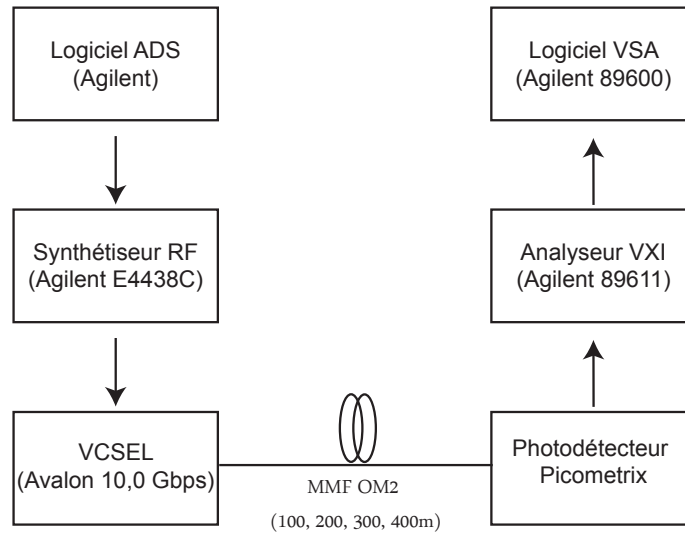 Logiciel ADS
(Agilent)
Logiciel VSA
(Agilent 89600)
Synthétiseur RF
(Agilent E4438C)
Analyseur VXI
(Agilent 89611)
VCSEL
(Avalon 10,0 Gbps)
MMF OM2
(100, 200, 300, 400m)
Photodétecteur
Picometrix